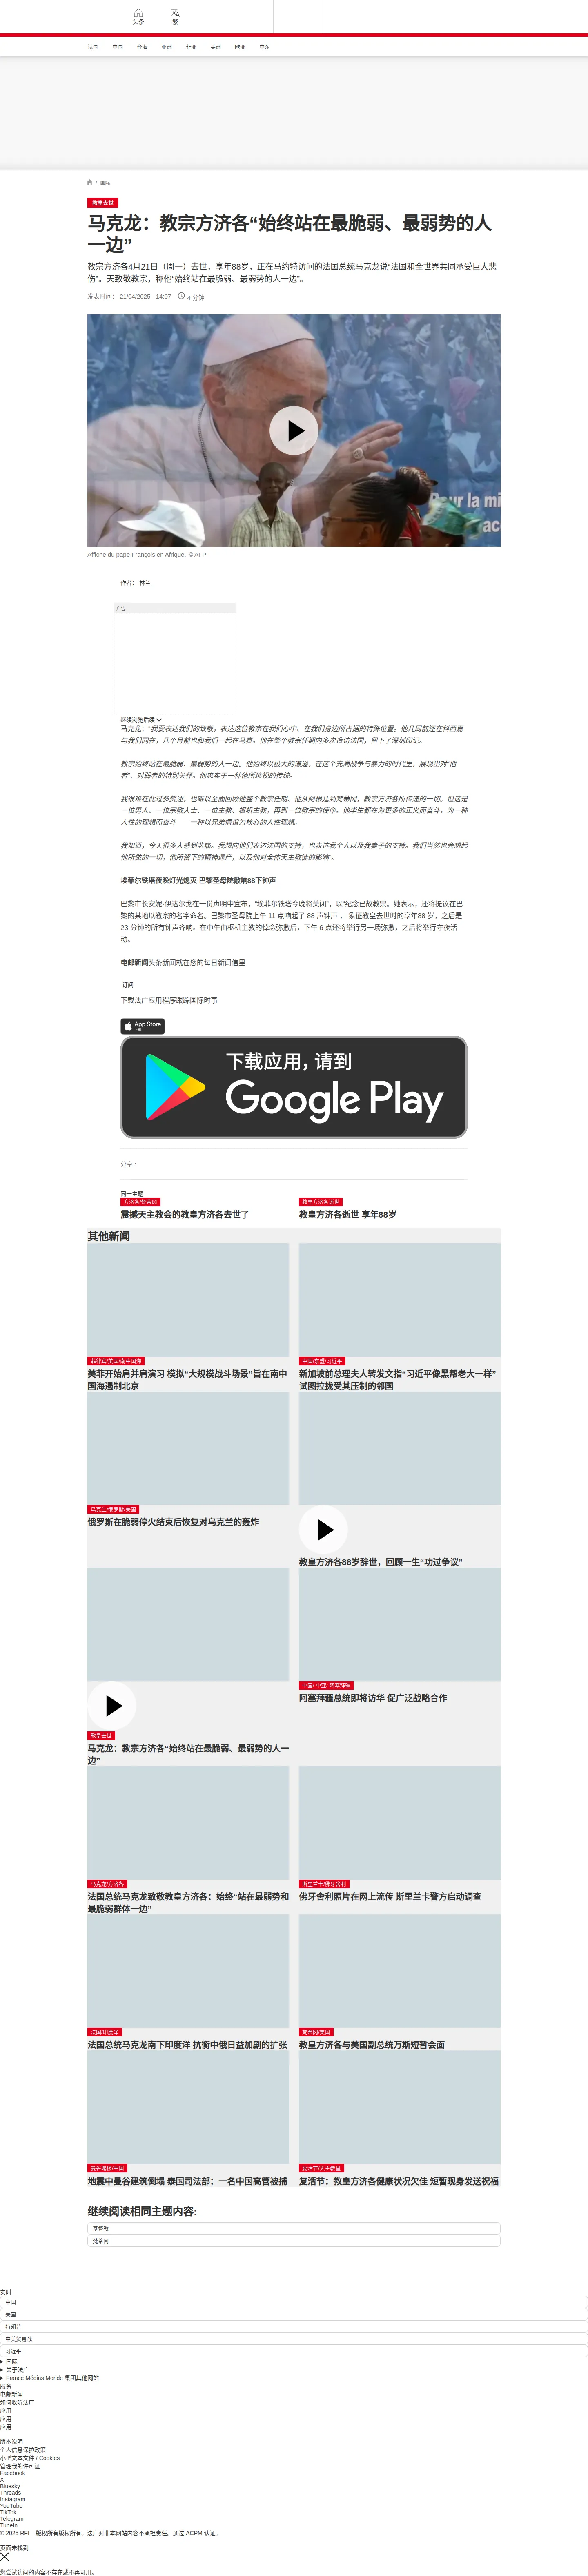 头条
繁
法国 中国 台海 亚洲 非洲 美洲 欧洲 中东
/ 国际
教皇去世
马克龙：教宗方济各“始终站在最脆弱、最弱势的人
一边”
教宗方济各4月21日（周一）去世，享年88岁，正在马约特访问的法国总统马克龙说“法国和全世界共同承受巨大悲
伤”。天致敬教宗，称他“始终站在最脆弱、最弱势的人一边”。
发表时间： 21/04/2025 - 14:07 4 分钟
Pour la mi
ac
Affiche du pape François en Afrique. © AFP
作者： 林兰
广告
继续浏览后续
马克龙：“我要表达我们的致敬，表达这位教宗在我们心中、在我们身边所占据的特殊位置。他几周前还在科西嘉
与我们同在，几个月前也和我们一起在马赛。他在整个教宗任期内多次造访法国，留下了深刻印记。
教宗始终站在最脆弱、最弱势的人一边。他始终以极大的谦逊，在这个充满战争与暴力的时代里，展现出对‘他
者’、对弱者的特别关怀。他忠实于一种他所珍视的传统。
我很难在此过多赘述，也难以全面回顾他整个教宗任期、他从阿根廷到梵蒂冈，教宗方济各所传递的一切。但这是
一位男人、一位宗教人士、一位主教、枢机主教，再到一位教宗的使命。他毕生都在为更多的正义而奋斗，为一种
人性的理想而奋斗——一种以兄弟情谊为核心的人性理想。
我知道，今天很多人感到悲痛。我想向他们表达法国的支持，也表达我个人以及我妻子的支持。我们当然也会想起
他所做的一切，他所留下的精神遗产，以及他对全体天主教徒的影响”。
埃菲尔铁塔夜晚灯光熄灭 巴黎圣母院敲响88下钟声
巴黎市长安妮·伊达尔戈在一份声明中宣布，“埃菲尔铁塔今晚将关闭”，以“纪念已故教宗。她表示，还将提议在巴
黎的某地以教宗的名字命名。巴黎市圣母院上午 11 点响起了 88 声钟声 ， 象征教皇去世时的享年88 岁，之后是
23 分钟的所有钟声齐鸣。在中午由枢机主教的悼念弥撒后，下午 6 点还将举行另一场弥撒，之后将举行守夜活
动。
电邮新闻头条新闻就在您的每日新闻信里
订阅
下载法广应用程序跟踪国际时事
App Store
下载
下载应用，请到
Google Play
分享 :
同一主题
方济各/梵蒂冈
震撼天主教会的教皇方济各去世了
教皇方济各逝世
教皇方济各逝世 享年88岁
其他新闻
菲律宾/美国/南中国海
美菲开始肩并肩演习 模拟“大规模战斗场景”旨在南中
国海遏制北京
中国/东盟/习近平
新加坡前总理夫人转发文指“习近平像黑帮老大一样”
试图拉拢受其压制的邻国
乌克兰/俄罗斯/美国
俄罗斯在脆弱停火结束后恢复对乌克兰的轰炸
教皇方济各88岁辞世，回顾一生“功过争议”
教皇去世
马克龙：教宗方济各“始终站在最脆弱、最弱势的人一
边”
中国/ 中亚/ 阿塞拜疆
阿塞拜疆总统即将访华 促广泛战略合作
马克龙/方济各
法国总统马克龙致敬教皇方济各：始终“站在最弱势和
最脆弱群体一边”
斯里兰卡/佛牙舍利
佛牙舍利照片在网上流传 斯里兰卡警方启动调查
法国/印度洋
法国总统马克龙南下印度洋 抗衡中俄日益加剧的扩张
梵蒂冈/美国
教皇方济各与美国副总统万斯短暂会面
曼谷塌楼/中国
地震中曼谷建筑倒塌 泰国司法部：一名中国高管被捕
复活节/天主教皇
复活节：教皇方济各健康状况欠佳 短暂现身发送祝福
继续阅读相同主题内容:
基督教
梵蒂冈
实时
中国
美国
特朗普
中美贸易战
习近平
国际
关于法广
France Médias Monde 集团其他网站
服务
电邮新闻
如何收听法广
应用
应用
应用
版本说明
个人信息保护政策
小型文本文件 / Cookies
管理我的许可证
Facebook
X
Bluesky
Threads
Instagram
YouTube
TikTok
Telegram
TuneIn
© 2025 RFI – 版权所有版权所有。法广对非本网站内容不承担责任。通过 ACPM 认证。
页面未找到
您尝试访问的内容不存在或不再可用。